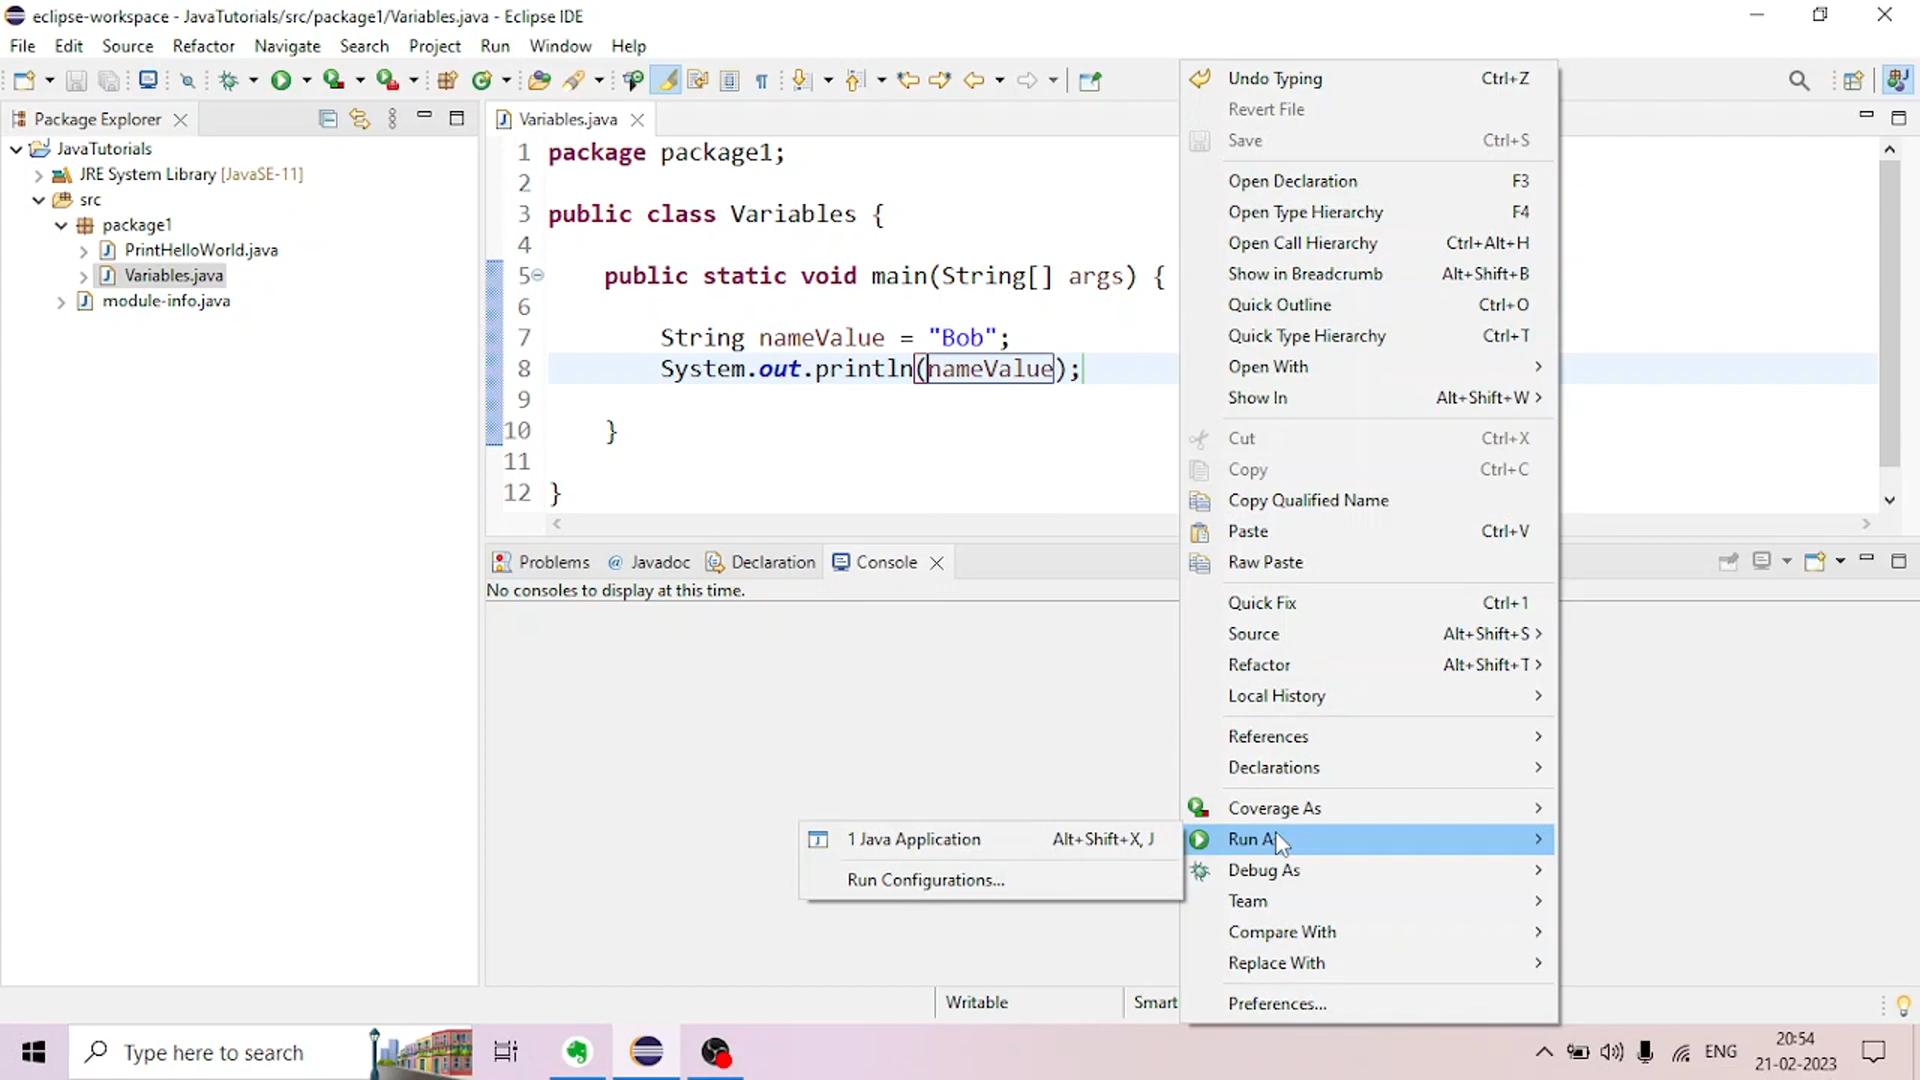 eclipse-workspace - JavaTutorials/src/package1/Variables.java - Eclipse IDE
File Edit Source Refactor Navigate Search Project Run Window Help
Package Explorer
JavaTutorials
JRE System Library [JavaSE-11]
src
package1
PrintHelloWorld.java
Variables.java
module-info.java
Variables.java
1 package package1;
2
3 public class Variables {
4
5 public static void main(String[] args) {
6
7 String nameValue = "Bob";
8 System.out.println(nameValue);
9
10 }
11
12 }
Problems @ Javadoc Declaration Console
No consoles to display at this time.
Undo Typing Ctrl+Z
Revert File
Save Ctrl+S
Open Declaration F3
Open Type Hierarchy F4
Open Call Hierarchy Ctrl+Alt+H
Show in Breadcrumb Alt+Shift+B
Quick Outline Ctrl+O
Quick Type Hierarchy Ctrl+T
Open With
Show In Alt+Shift+W
Cut Ctrl+X
Copy Ctrl+C
Copy Qualified Name
Paste Ctrl+V
Raw Paste
Quick Fix Ctrl+1
Source Alt+Shift+S
Refactor Alt+Shift+T
Local History
References
Declarations
Coverage As
Run A
Debug As
Team
Compare With
Replace With
Preferences...
1 Java Application Alt+Shift+X, J
Run Configurations...
Writable Smart
Type here to search
ENG
20:54
21-02-2023